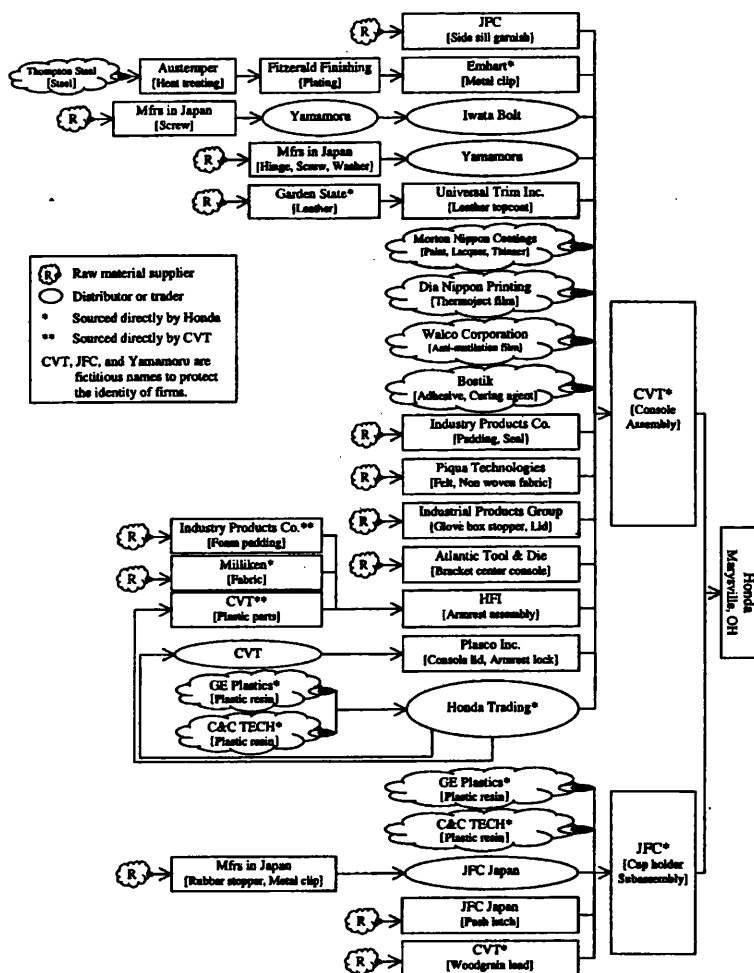 JFC
[Side sill garnish]
R
Thompson Steel
[Steel]
Austemper
[Heat treating]
Fitzerald Finishing
[Plating]
Emhart*
[Metal clip]
R
Mfrs in Japan
[Screw]
Yamamoru
Iwata Bolt
R
Mfrs in Japan
[Hinge, Screw, Washer]
Yamamoru
R
Garden State*
[Leather]
Universal Trim Inc.
[Leather topcoat]
R Raw material supplier
Distributor or trader
* Sourced directly by Honda
** Sourced directly by CVT
CVT, JFC, and Yamamoru are
fictitious names to protect
the identity of firms.
Morton Nippon Coatings
[Paint, Lacquer, Thinner]
Dia Nippon Printing
[Thermoject film]
Walco Corporation
[Anti-mutilation film]
Bostik
[Adhesive, Curing agent]
R
Industry Products Co.
[Padding, Seal]
R
Piqua Technologies
[Felt, Non woven fabric]
R
Industrial Products Group
[Glove box stopper, Lid]
R
Atlantic Tool & Die
[Bracket center console]
R
Industry Products Co.**
[Foam padding]
R
Milliken*
[Fabric]
CVT**
[Plastic parts]
HFI
[Armrest assembly]
CVT
Plasco Inc.
[Console lid, Armrest lock]
GE Plastics*
[Plastic resin]
C&C TECH*
[Plastic resin]
Honda Trading*
CVT*
[Console
Assembly]
Honda
Marysville, OH
GE Plastics*
[Plastic resin]
C&C TECH*
[Plastic resin]
R
Mfrs in Japan
[Rubber stopper, Metal clip]
JFC Japan
R
JFC Japan
[Push latch]
R
CVT*
[Woodgrain lead]
JFC*
[Cup holder
Subassembly]